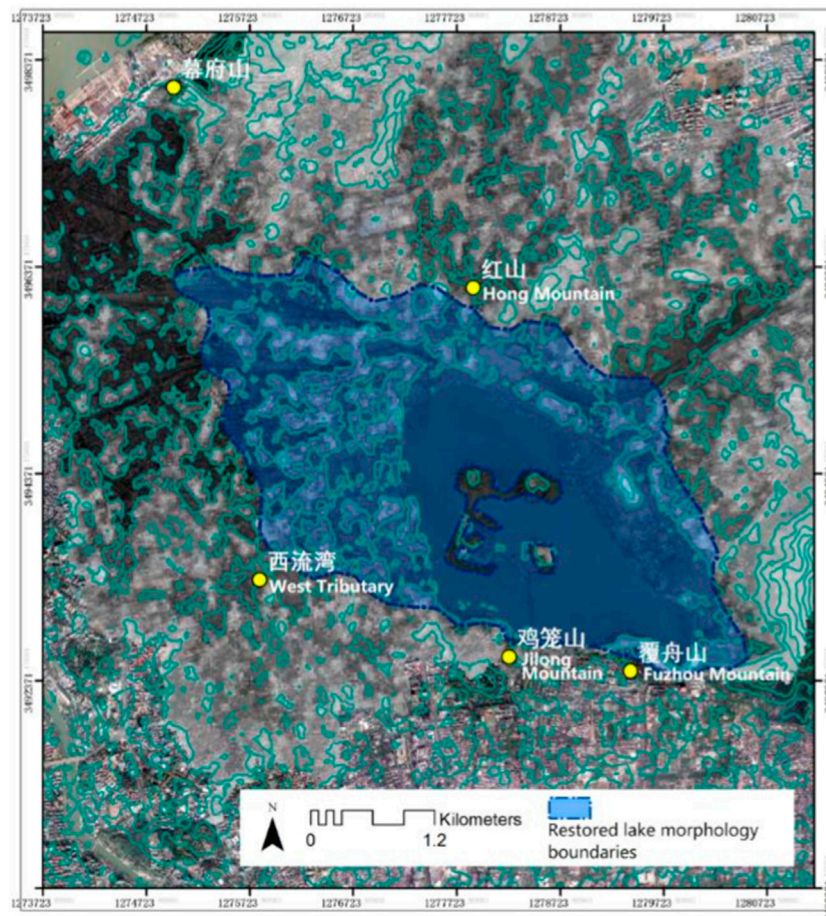 1273723 1274723 1275723 1276723 1277723 1278723 1279723 1280723
3498371
幕府山
3496371
红山
Hong Mountain
3494371
西流湾
West Tributary
鸡笼山
Jilong
Mountain
覆舟山
Fuzhou Mountain
3492371
N
Kilometers
0 1.2
Restored lake morphology
boundaries
1273723 1274723 1275723 1276723 1277723 1278723 1279723 1280723